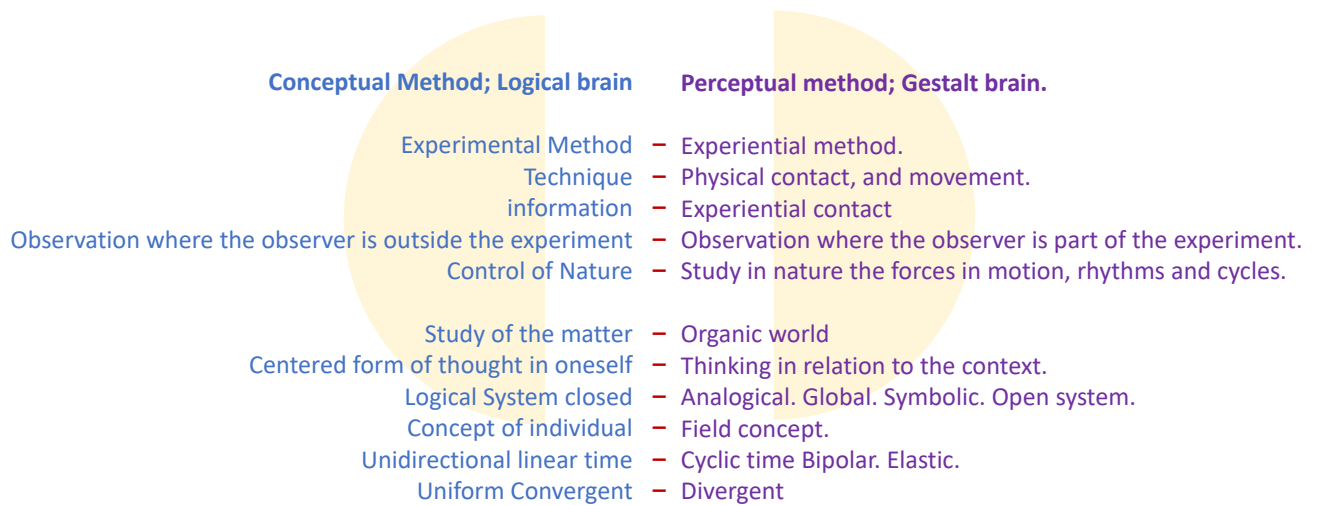 Conceptual Method; Logical brain Perceptual method; Gestalt brain.
Experimental Method – Experiential method.
Technique – Physical contact, and movement.
information – Experiential contact
Observation where the observer is outside the experiment – Observation where the observer is part of the experiment.
Control of Nature – Study in nature the forces in motion, rhythms and cycles.
Study of the matter – Organic world
Centered form of thought in oneself – Thinking in relation to the context.
Logical System closed – Analogical. Global. Symbolic. Open system.
Concept of individual – Field concept.
Unidirectional linear time – Cyclic time Bipolar. Elastic.
Uniform Convergent – Divergent